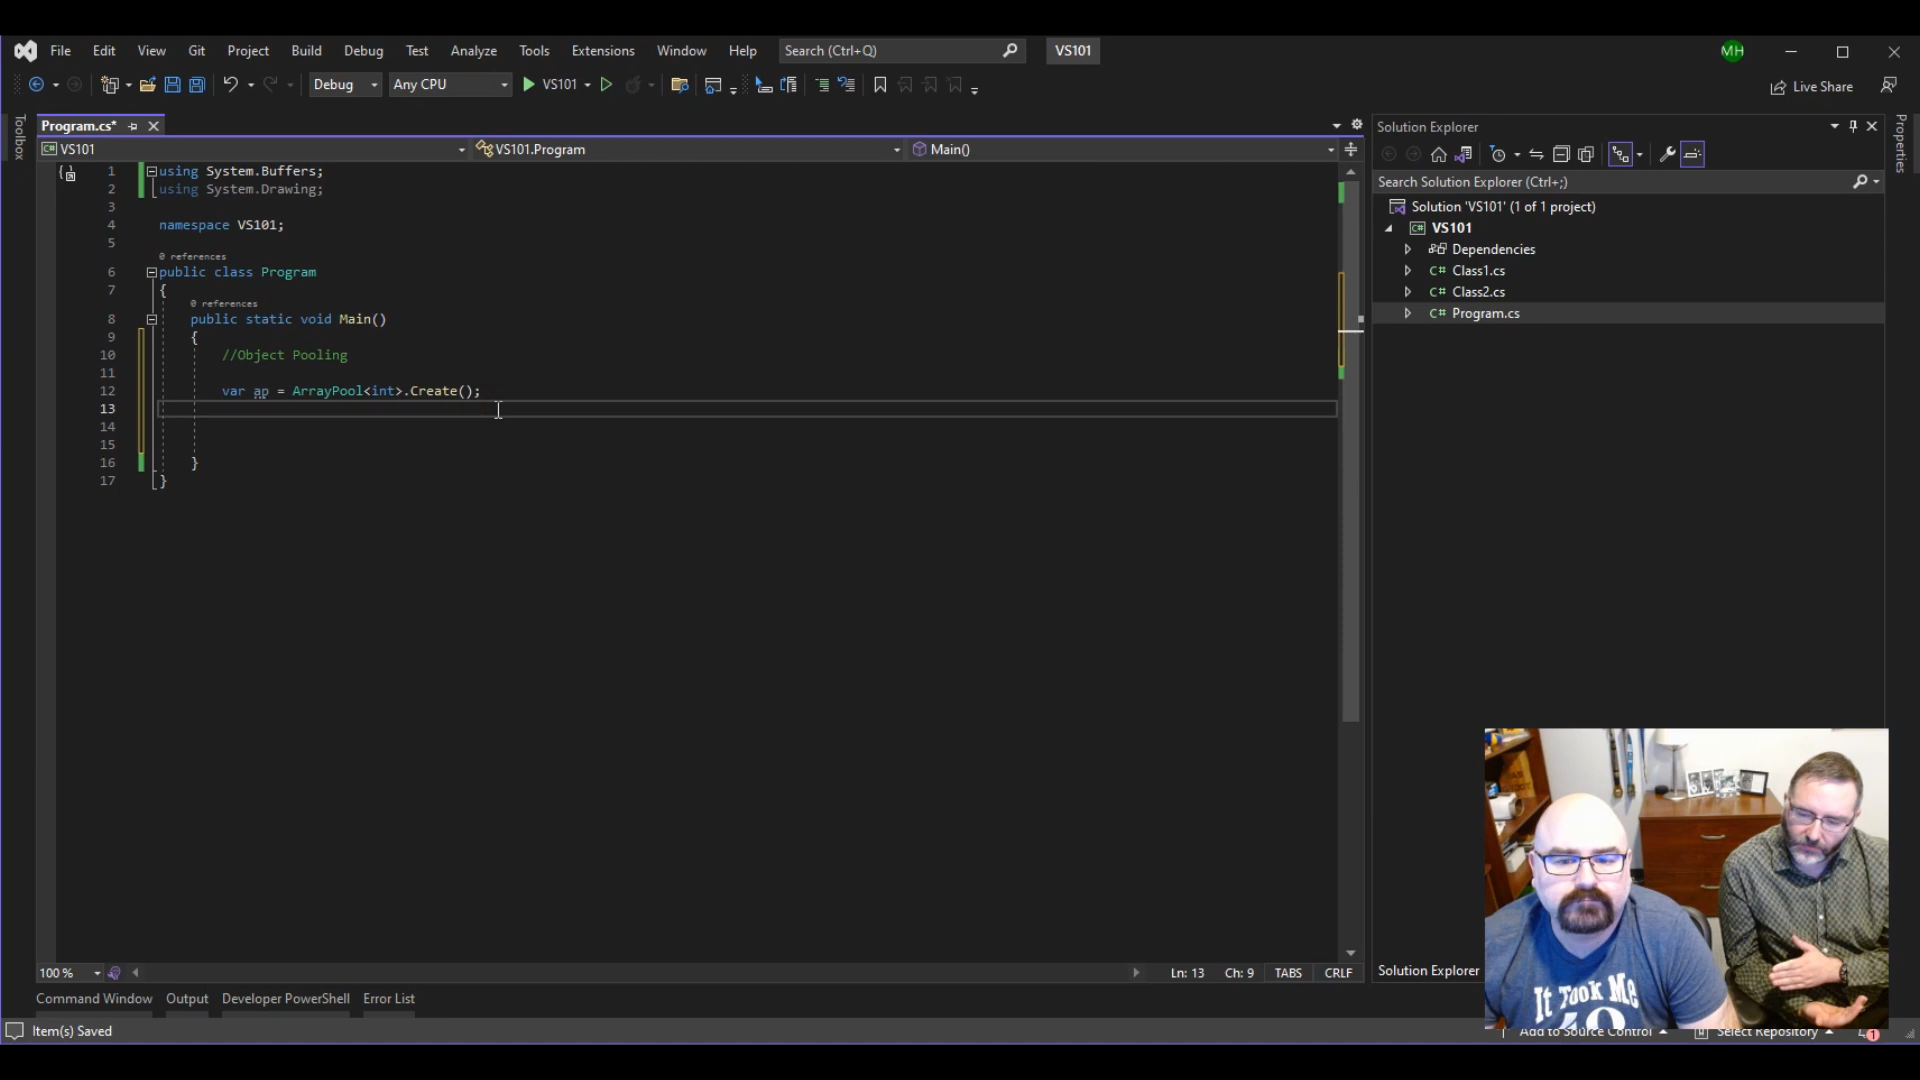 File Edit View Git Project Build Debug Test Analyze Tools Extensions Window Help Search (Ctrl+Q) VS101 MH
Debug Any CPU VS101 Live Share
Toolbox
Program.cs*
VS101 VS101.Program Main()
1 using System.Buffers;
2 using System.Drawing;
3
4 namespace VS101;
5
0 references
6 public class Program
7 {
0 references
8 public static void Main()
9 {
10 //Object Pooling
11
12 var ap = ArrayPool<int>.Create();
13
14
15
16 }
17 }
Solution Explorer
Search Solution Explorer (Ctrl+;)
Solution 'VS101' (1 of 1 project)
VS101
Dependencies
C# Class1.cs
C# Class2.cs
C# Program.cs
Properties
100 % Ln: 13 Ch: 9 TABS CRLF
Solution Explorer
Command Window Output Developer PowerShell Error List
Item(s) Saved
Add to Source Control Select Repository 1
It Took Me